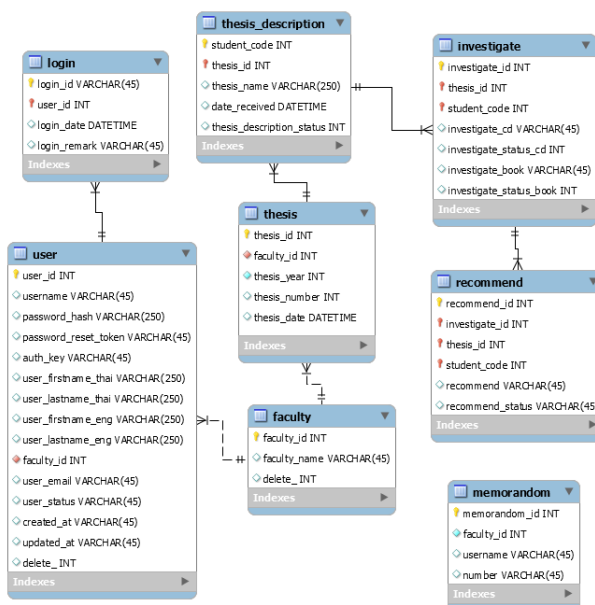 login
login_id VARCHAR(45)
user_id INT
login_date DATETIME
login_remark VARCHAR(45)
Indexes
thesis_description
student_code INT
thesis_id INT
thesis_name VARCHAR(250)
date_received DATETIME
thesis_description_status INT
Indexes
investigate
investigate_id INT
thesis_id INT
student_code INT
investigate_cd VARCHAR(45)
investigate_status_cd INT
investigate_book VARCHAR(45)
investigate_status_book INT
Indexes
user
user_id INT
username VARCHAR(45)
password_hash VARCHAR(250)
password_reset_token VARCHAR(45)
auth_key VARCHAR(45)
user_firstname_thai VARCHAR(250)
user_lastname_thai VARCHAR(250)
user_firstname_eng VARCHAR(250)
user_lastname_eng VARCHAR(250)
faculty_id INT
user_email VARCHAR(45)
user_status VARCHAR(45)
created_at VARCHAR(45)
updated_at VARCHAR(45)
delete_ INT
Indexes
thesis
thesis_id INT
faculty_id INT
thesis_year INT
thesis_number INT
thesis_date DATETIME
Indexes
faculty
faculty_id INT
faculty_name VARCHAR(45)
delete_ INT
Indexes
recommend
recommend_id INT
investigate_id INT
thesis_id INT
student_code INT
recommend VARCHAR(45)
recommend_status VARCHAR(45)
Indexes
memorandom
memorandom_id INT
faculty_id INT
username VARCHAR(45)
number VARCHAR(45)
Indexes